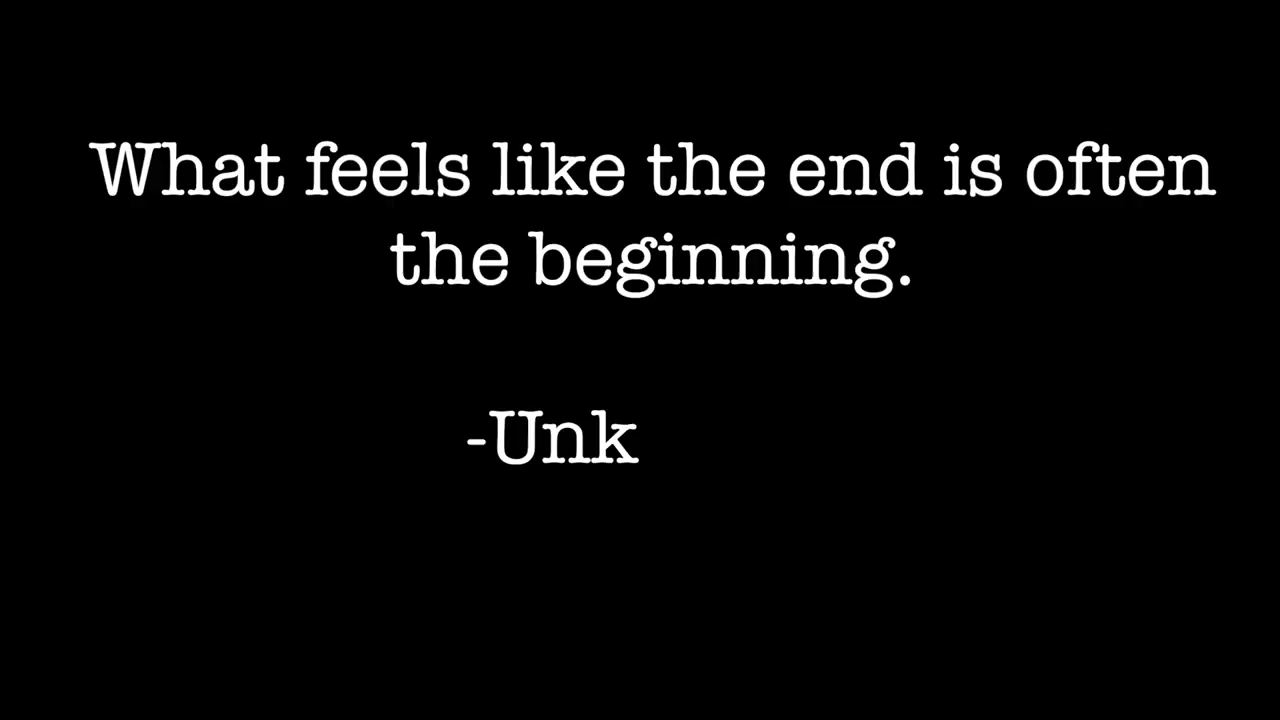 What feels like the end is often
the beginning.
-Unk